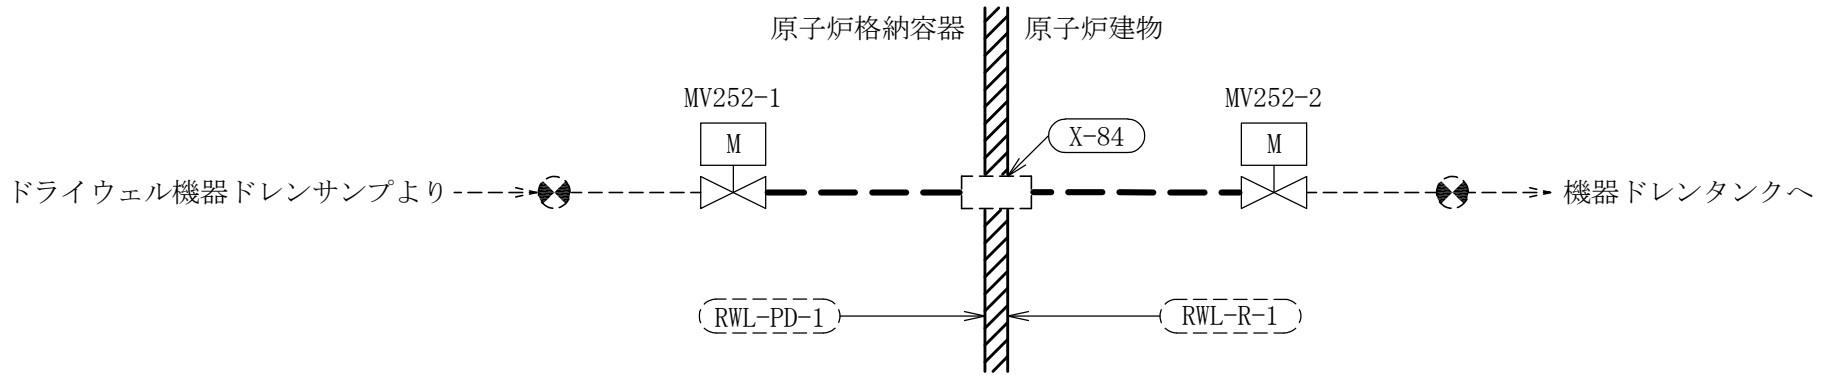 原子炉格納容器
原子炉建物
MV252-1
MV252-2
M
X-84
M
ドライウェル機器ドレンサンプより
機器ドレンタンクへ
RWL-PD-1
RWL-R-1